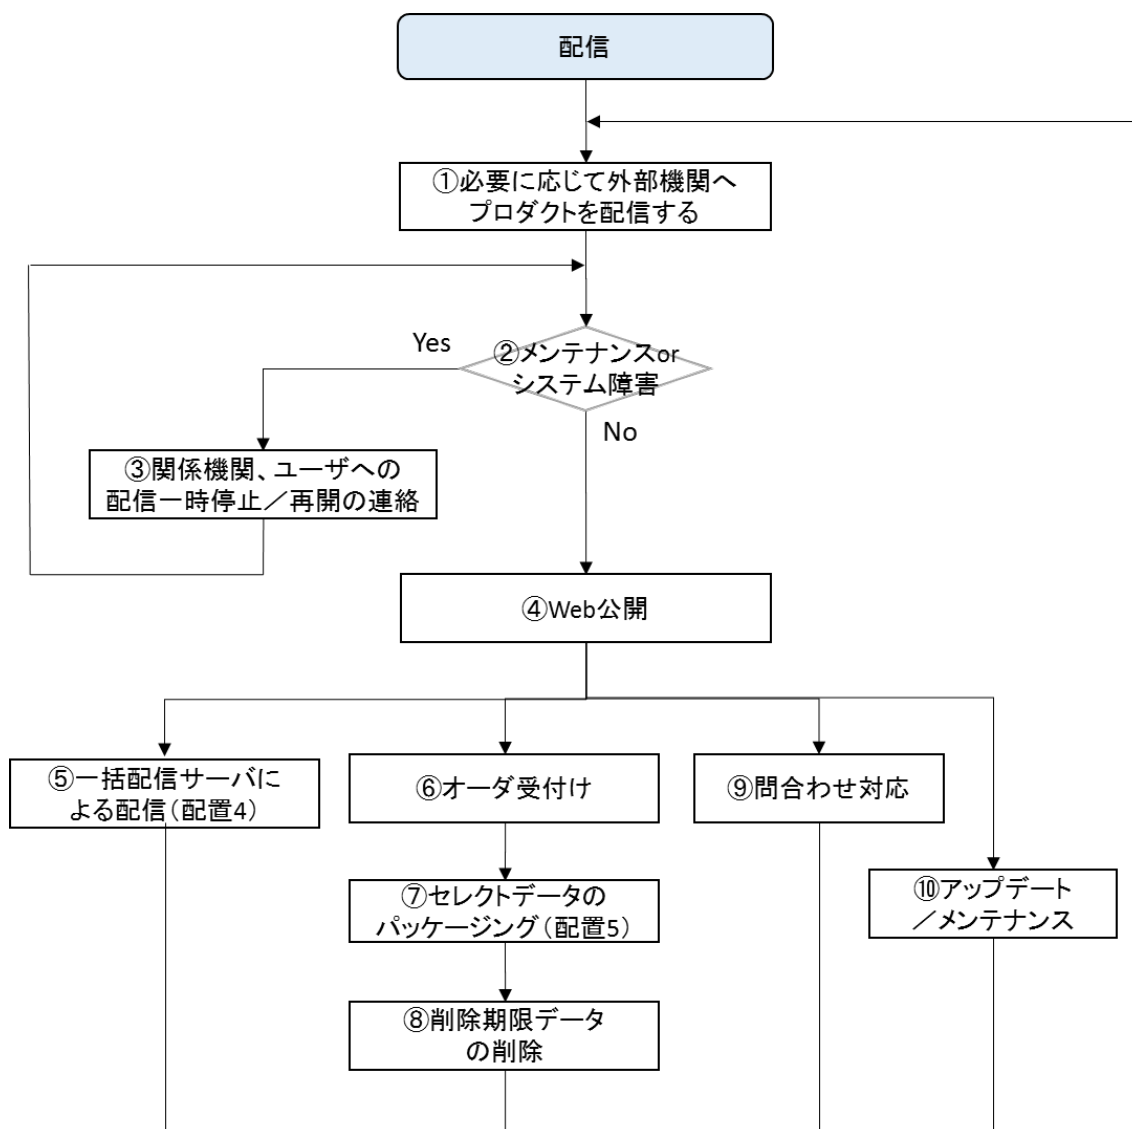 配信
①必要に応じて外部機関へ
プロダクトを配信する
Yes
②メンテナンスor
システム障害
No
③関係機関、ユーザへの
配信一時停止／再開の連絡
④Web公開
⑤一括配信サーバに
よる配信（配置4）
⑥オーダ受付け
⑨問合わせ対応
⑦セレクトデータの
パッケージング（配置5）
⑩アップデート
／メンテナンス
⑧削除期限データ
の削除